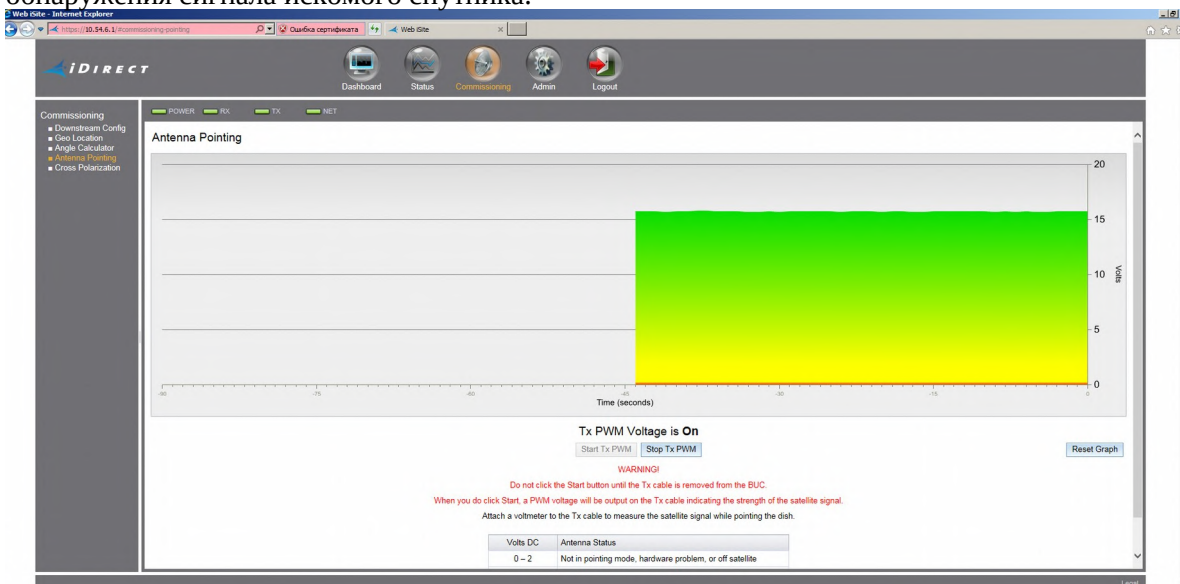 обнаружения сигнала искомого спутника.
Web iSite - Internet Explorer
https://10.54.6.1/#commissioning-pointing
Ошибка сертификата
Web iSite
iDIRECT
Dashboard
Status
Commissioning
Admin
Logout
Commissioning
Downstream Config
Geo Location
Angle Calculator
Antenna Pointing
Cross Polarization
POWER RX TX NET
Antenna Pointing
20
15
10
5
0
Volts
-90 -75 -60 -45 -30 -15 0
Time (seconds)
Tx PWM Voltage is On
Start Tx PWM Stop Tx PWM
Reset Graph
WARNING!
Do not click the Start button until the Tx cable is removed from the BUC.
When you do click Start, a PWM voltage will be output on the Tx cable indicating the strength of the satellite signal.
Attach a voltmeter to the Tx cable to measure the satellite signal while pointing the dish.
Volts DC Antenna Status
0 – 2 Not in pointing mode, hardware problem, or off satellite
Legal